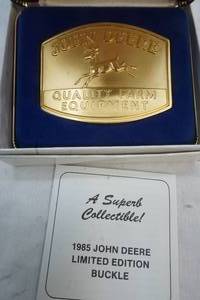 JOHN DEERE
QUALITY FARM
EQUIPMENT
A Superb
Collectible!
1985 JOHN DEERE
LIMITED EDITION
BUCKLE